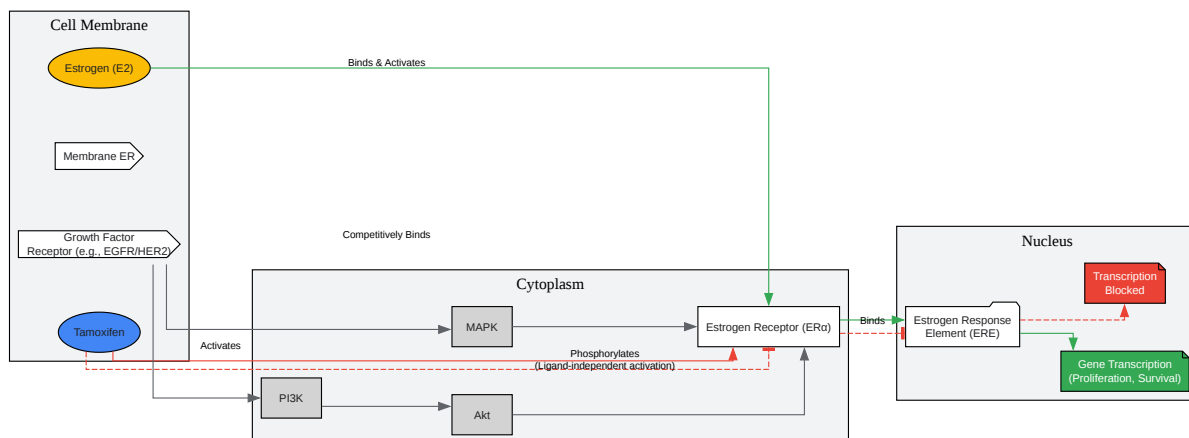 Cell Membrane
Estrogen (E2)
Binds & Activates
Membrane ER
Growth Factor
Receptor (e.g., EGFR/HER2)
Competitively Binds
Nucleus
Transcription
Blocked
Cytoplasm
Tamoxifen
MAPK
Estrogen Receptor (ERα)
Binds
Estrogen Response
Element (ERE)
Activates
Phosphorylates
(Ligand-independent activation)
Gene Transcription
(Proliferation, Survival)
PI3K
Akt